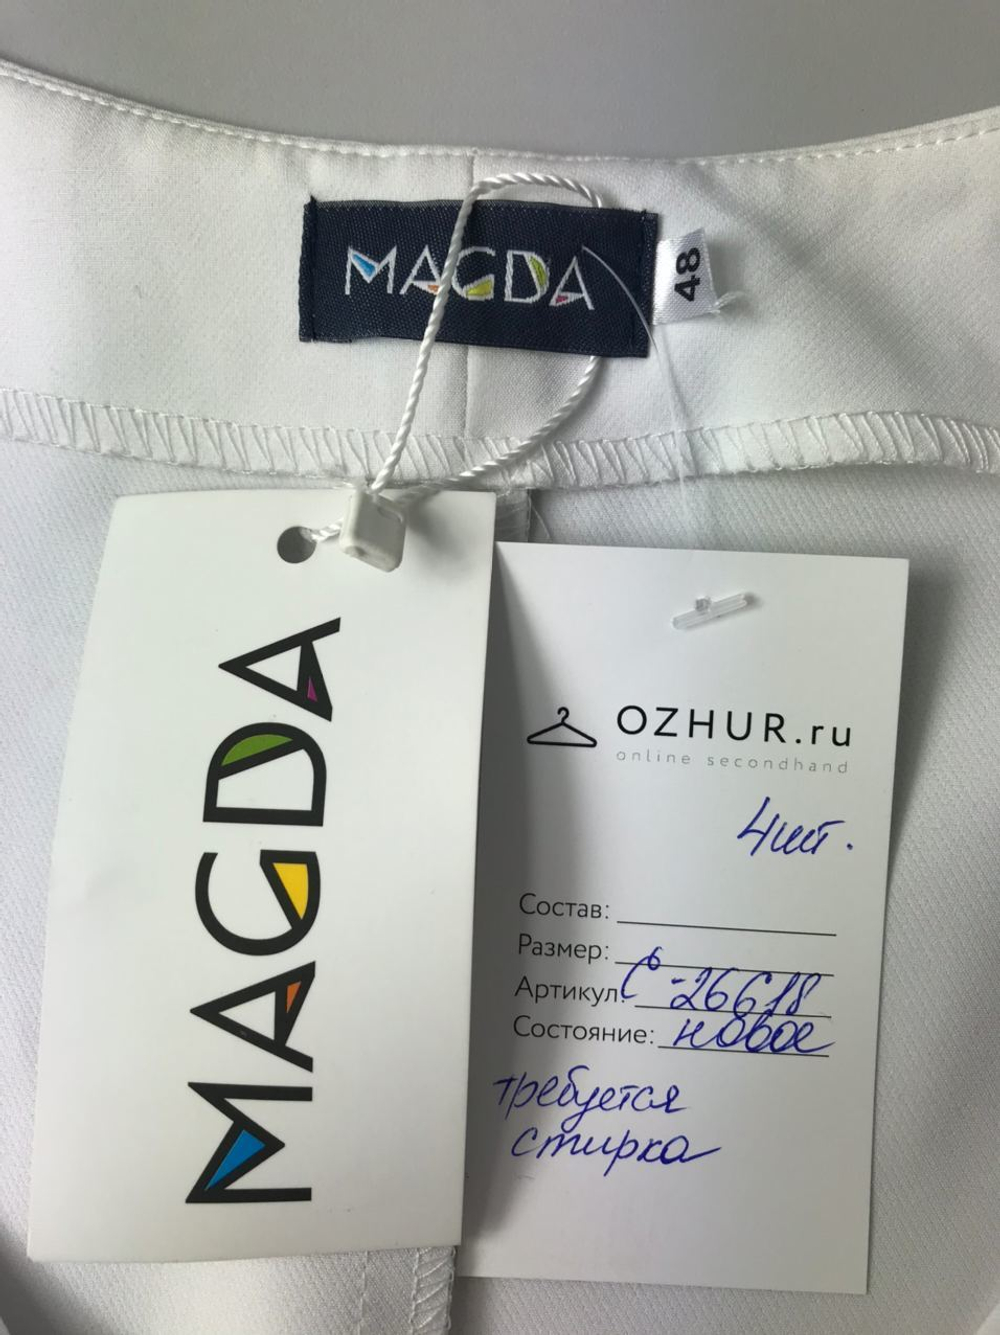 MAGDA
48
MAGDA
OZHUR.ru
online secondhand
4шт.
Состав:
Размер:
Артикул: С-26618
Состояние: новое
требуется
стирка